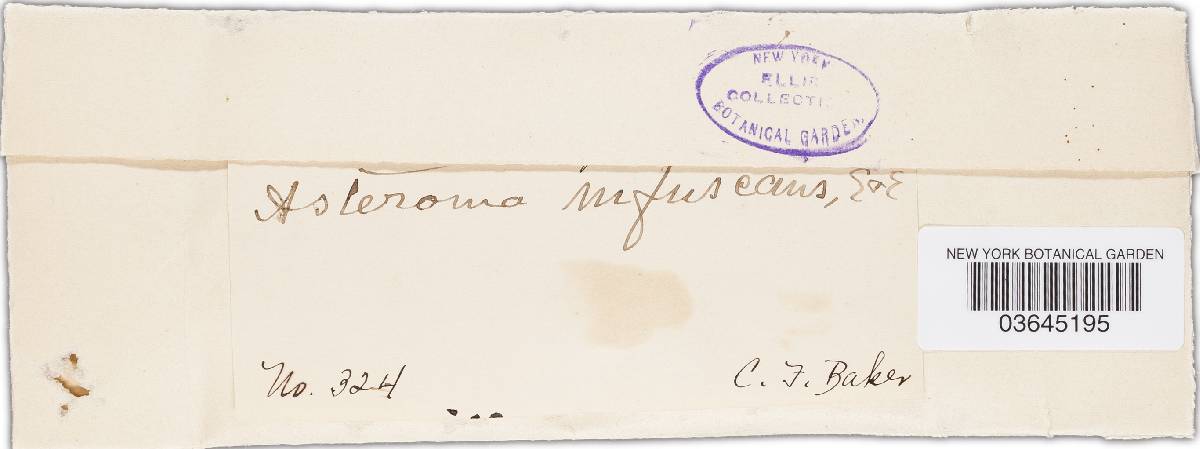 NEW YORK
ELLIS
COLLECTI
BOTANICAL GARDEN.
Asteroma infuscans, E&E
NEW YORK BOTANICAL GARDEN
03645195
No. 324
C. F. Baker